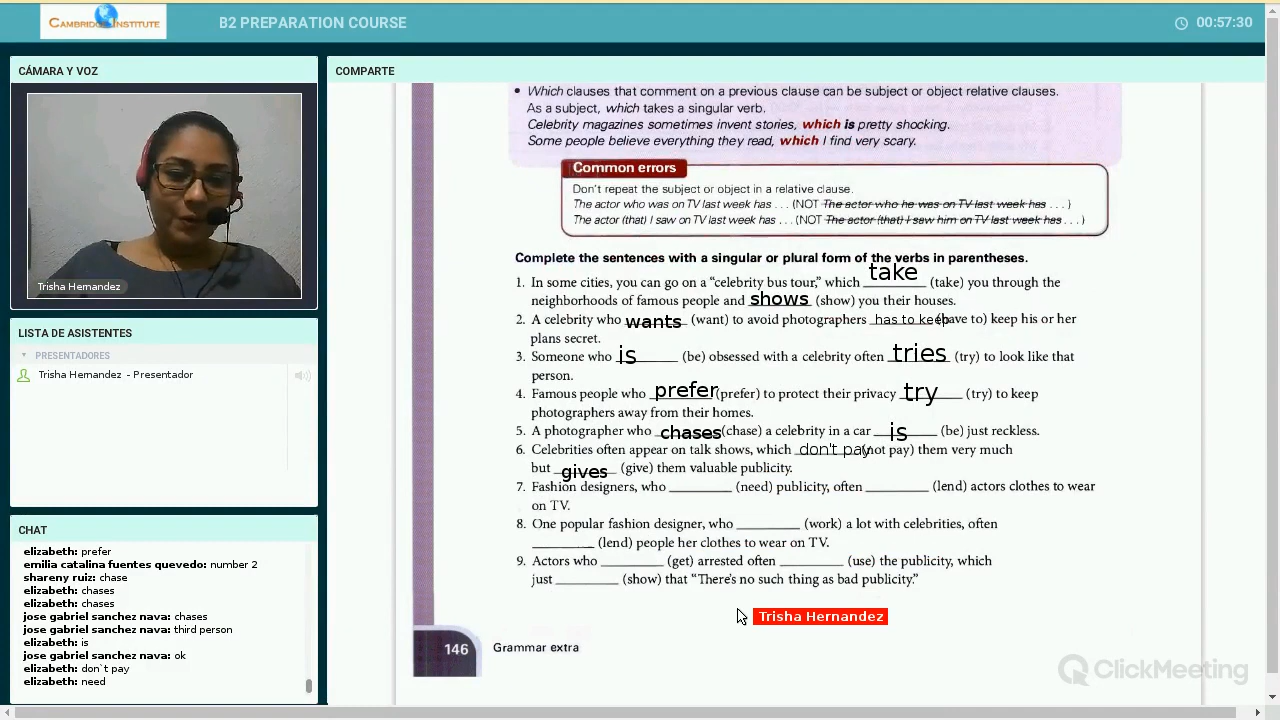 CAMBRIDGE INSTITUTE
B2 PREPARATION COURSE
00:57:30
CÁMARA Y VOZ
Trisha Hernandez
LISTA DE ASISTENTES
PRESENTADORES
Trisha Hernandez - Presentador
CHAT
elizabeth: prefer
emilia catalina fuentes quevedo: number 2
shareny ruiz: chase
elizabeth: chases
elizabeth: chases
jose gabriel sanchez nava: chases
jose gabriel sanchez nava: third person
elizabeth: is
jose gabriel sanchez nava: ok
elizabeth: don`t pay
elizabeth: need
COMPARTE
• Which clauses that comment on a previous clause can be subject or object relative clauses.
As a subject, which takes a singular verb.
Celebrity magazines sometimes invent stories, which is pretty shocking.
Some people believe everything they read, which I find very scary.
Common errors
Don't repeat the subject or object in a relative clause.
The actor who was on TV last week has . . . (NOT The actor who he was on TV last week has . . . )
The actor (that) I saw on TV last week has . . . (NOT The actor (that) I saw him on TV last week has . . . )
Complete the sentences with a singular or plural form of the verbs in parentheses.
1. In some cities, you can go on a “celebrity bus tour,” which take (take) you through the
neighborhoods of famous people and shows (show) you their houses.
2. A celebrity who wants (want) to avoid photographers has to keep (have to) keep his or her
plans secret.
3. Someone who is (be) obsessed with a celebrity often tries (try) to look like that
person.
4. Famous people who prefer (prefer) to protect their privacy try (try) to keep
photographers away from their homes.
5. A photographer who chases (chase) a celebrity in a car is (be) just reckless.
6. Celebrities often appear on talk shows, which don't pay (not pay) them very much
but gives (give) them valuable publicity.
7. Fashion designers, who ________ (need) publicity, often ________ (lend) actors clothes to wear
on TV.
8. One popular fashion designer, who ________ (work) a lot with celebrities, often
________ (lend) people her clothes to wear on TV.
9. Actors who ________ (get) arrested often ________ (use) the publicity, which
just ________ (show) that “There's no such thing as bad publicity.”
Trisha Hernandez
146 Grammar extra
ClickMeeting